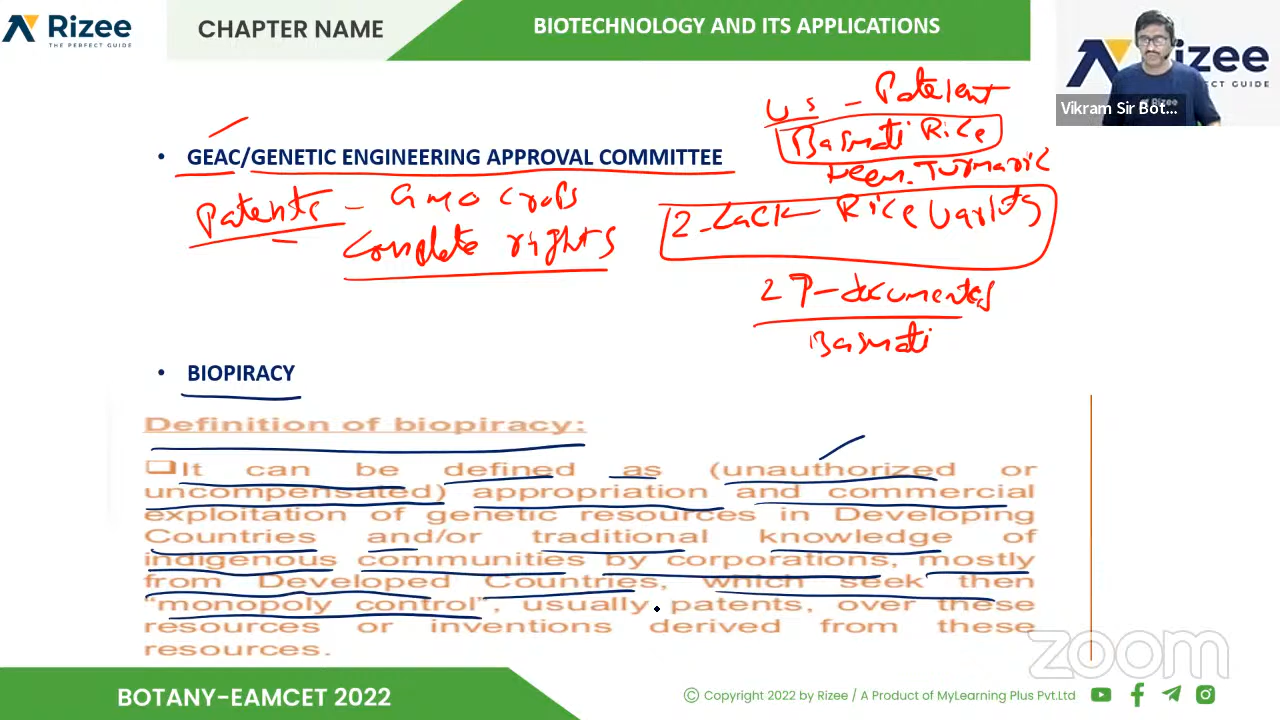 Rizee
THE PERFECT GUIDE
CHAPTER NAME
BIOTECHNOLOGY AND ITS APPLICATIONS
Rizee
Vikram Sir Bot...
US - Patent
Basmati Rice
Neem. Turmaric
• GEAC/GENETIC ENGINEERING APPROVAL COMMITTEE
Patents - GMO crops
Complete rights
2-Lack Rice Varits
27-documentes
Basmati
• BIOPIRACY
Definition of biopiracy:
❑It can be defined as (unauthorized or
uncompensated) appropriation and commercial
exploitation of genetic resources in Developing
Countries and/or traditional knowledge of
indigenous communities by corporations, mostly
from Developed Countries, which seek then
"monopoly control", usually patents, over these
resources or inventions derived from these
resources.
zoom
BOTANY-EAMCET 2022
© Copyright 2022 by Rizee / A Product of MyLearning Plus Pvt.Ltd